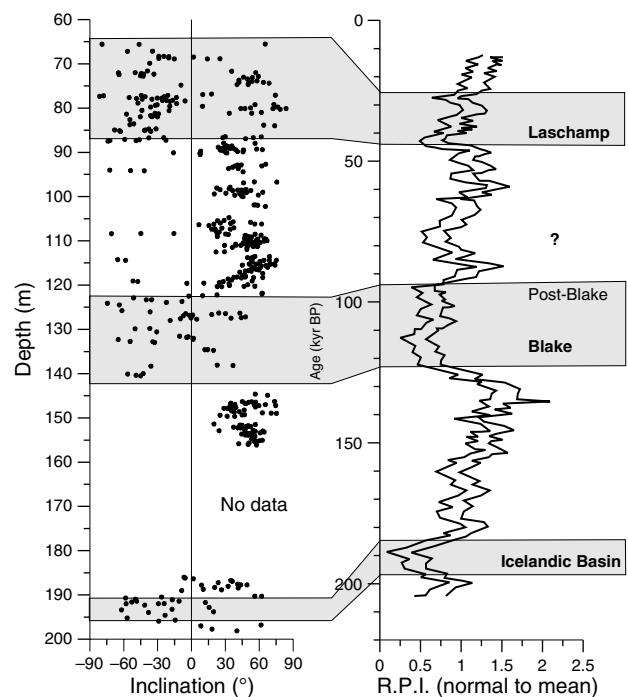 60
70
80
90
100
110
120
130
140
150
160
170
180
190
200
Depth (m)
−90 −60 −30 0 30 60 90
Inclination (°)
No data
Age (kyr BP)
0
50
100
150
200
Laschamp
?
Post-Blake
Blake
Icelandic Basin
0 0.5 1 1.5 2 2.5
R.P.I. (normal to mean)